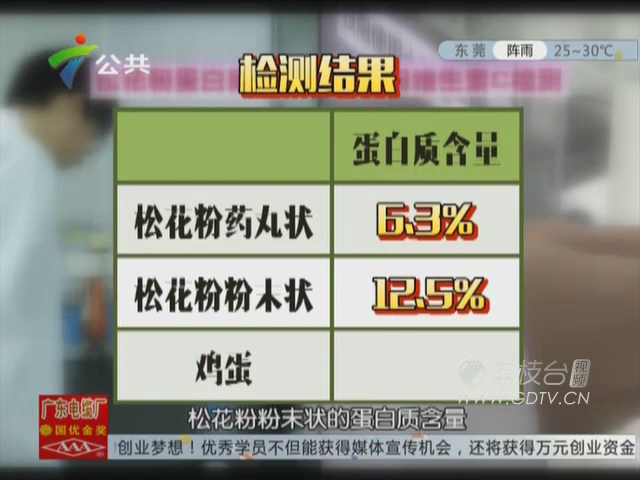 公共
东莞 阵雨 25~30℃
检测结果
蛋白质含量
松花粉药丸状 6.3%
松花粉粉末状 12.5%
鸡蛋
荔枝台 视频
WWW.GDTV.CN
广东电缆厂
国优金奖
AAA
松花粉粉末状的蛋白质含量
创业梦想！优秀学员不但能获得媒体宣传机会，还将获得万元创业资金